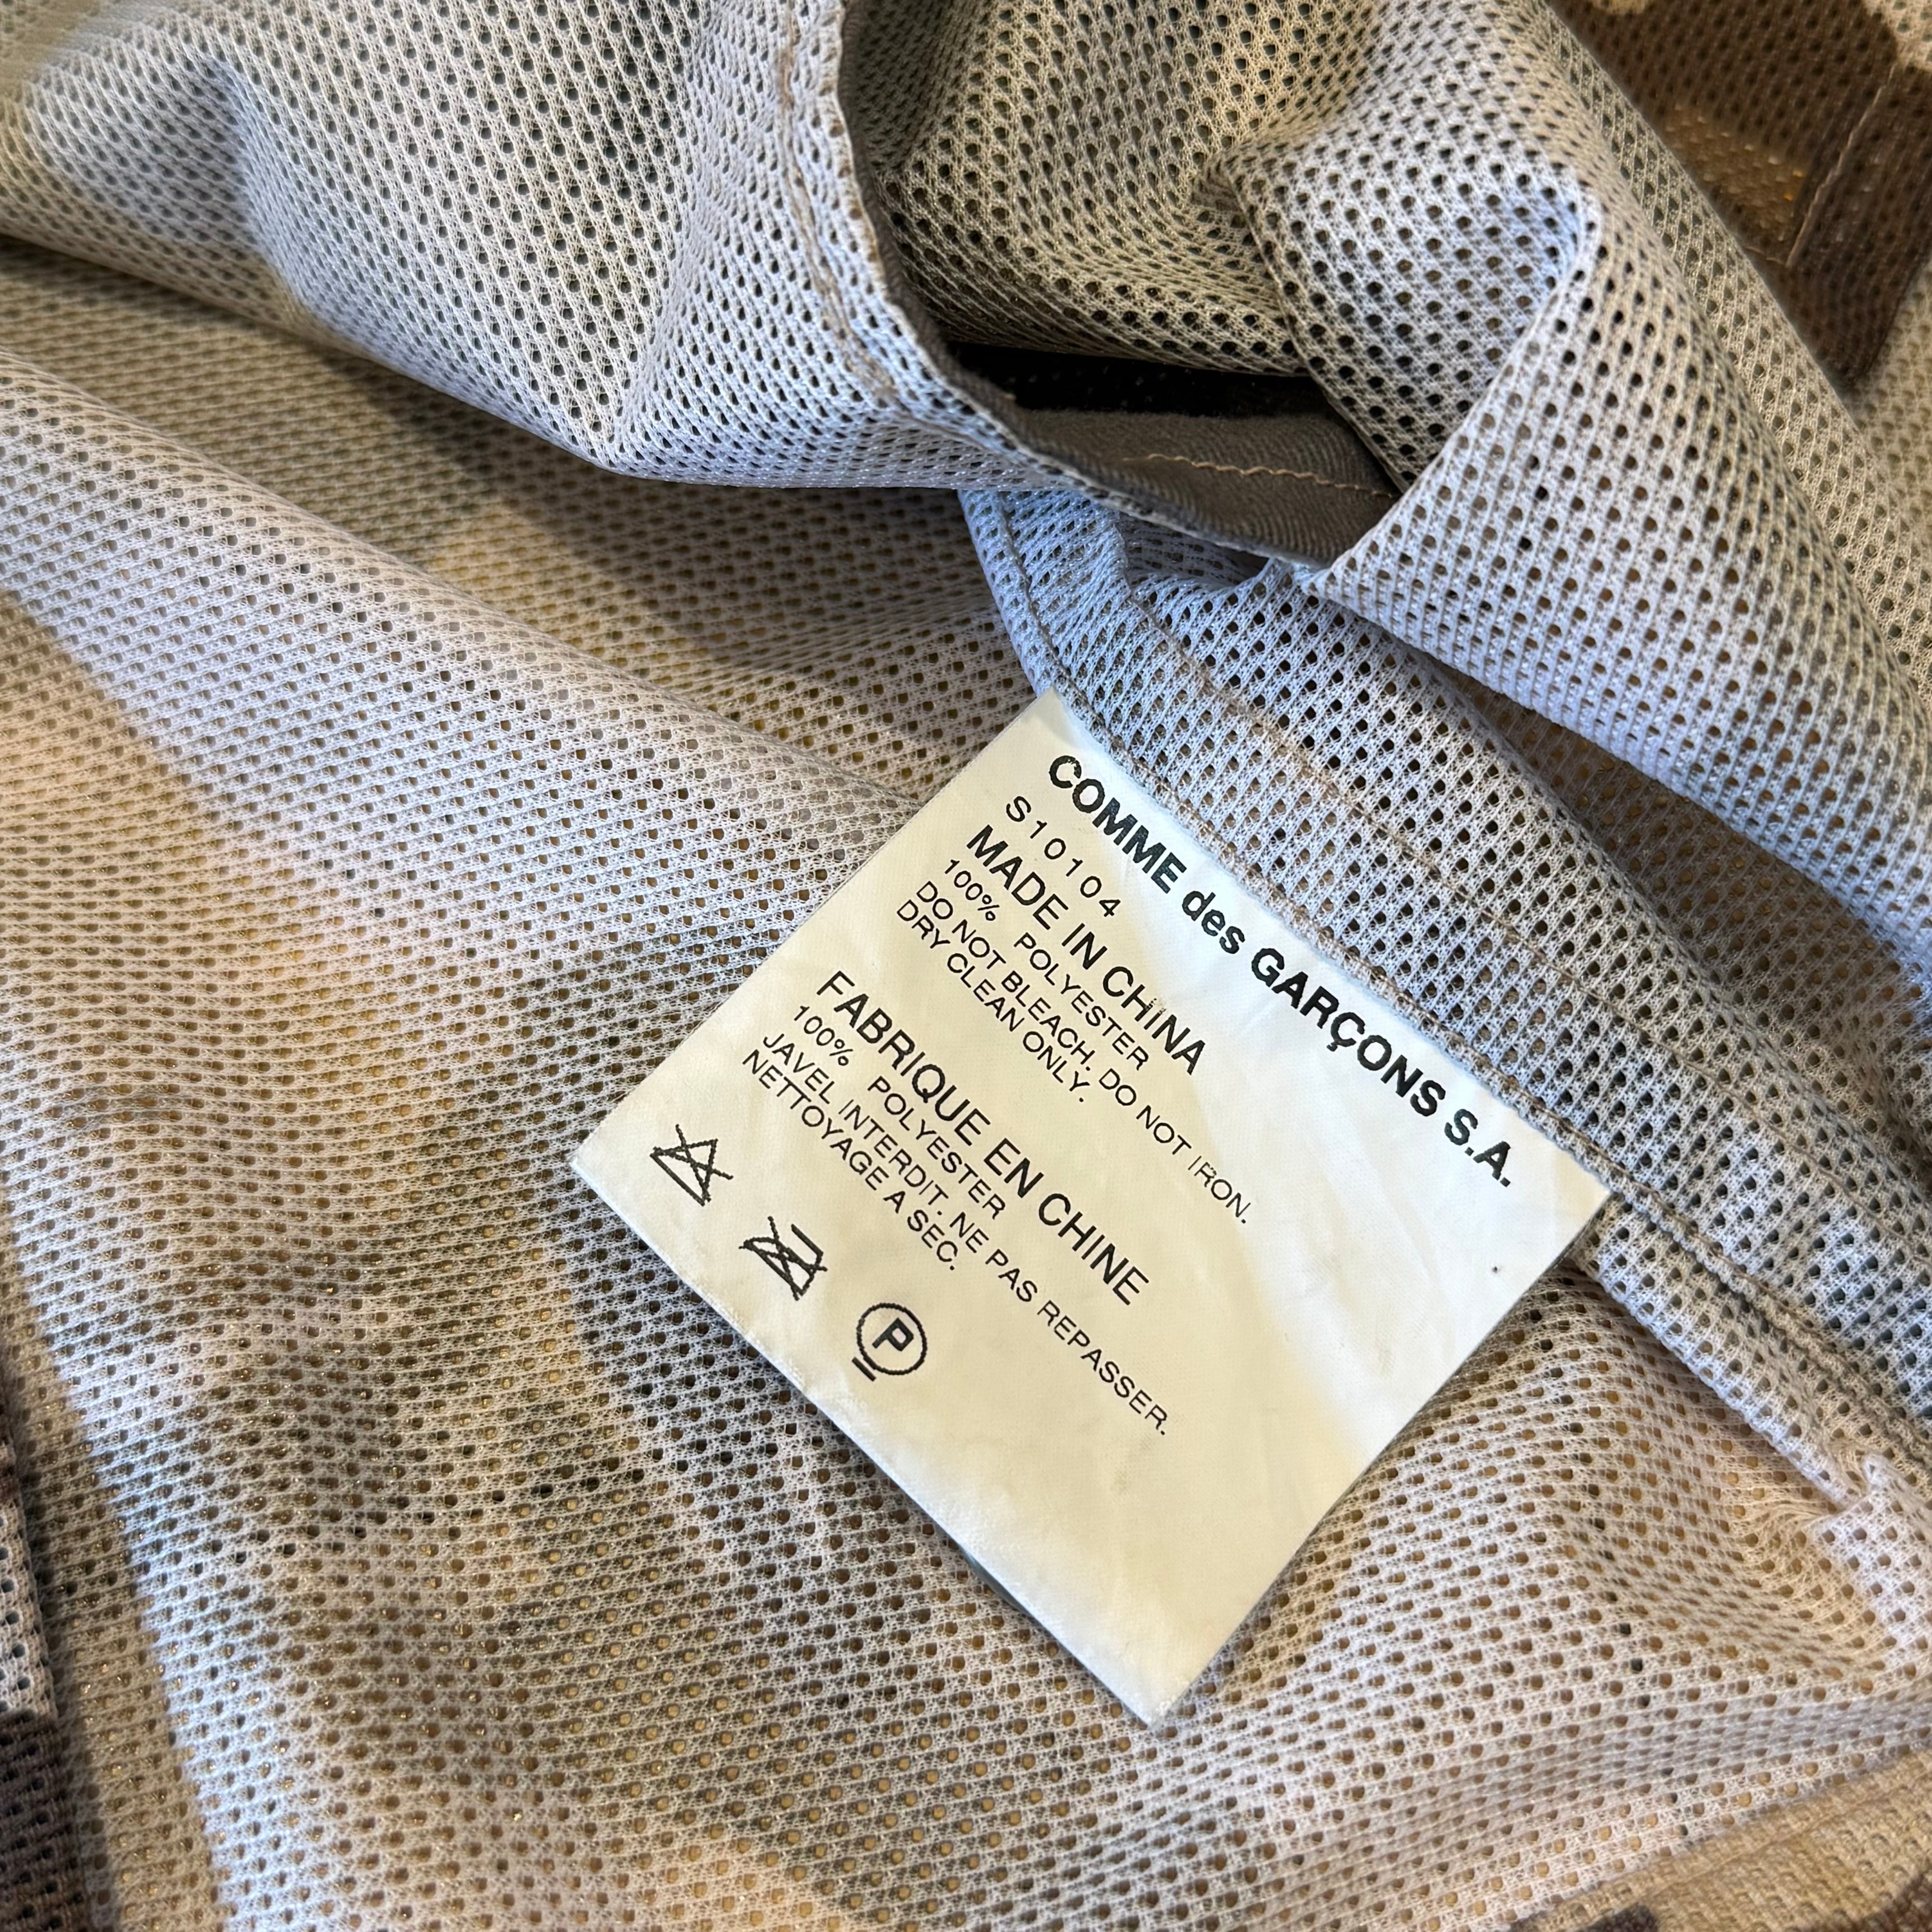 COMME des GARÇONS S.A.
S10104
MADE IN CHINA
100% POLYESTER
DO NOT BLEACH. DO NOT IRON.
DRY CLEAN ONLY.
FABRIQUE EN CHINE
100% POLYESTER
JAVEL INTERDIT. NE PAS REPASSER.
NETTOYAGE A SEC.
P